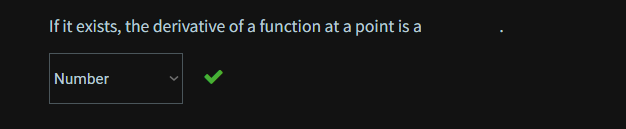 If it exists, the derivative of a function at a point is a .
Number